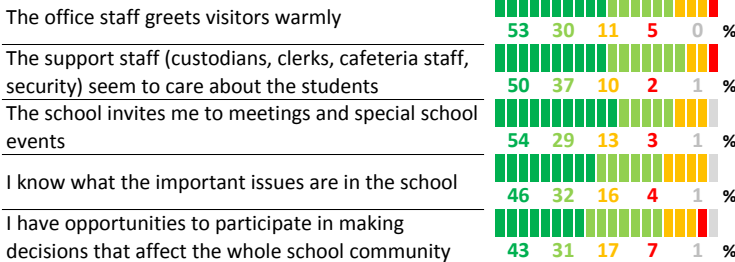 The office staff greets visitors warmly
53 30 11 5 0 %
The support staff (custodians, clerks, cafeteria staff,
security) seem to care about the students
50 37 10 2 1 %
The school invites me to meetings and special school
events
54 29 13 3 1 %
I know what the important issues are in the school
46 32 16 4 1 %
I have opportunities to participate in making
decisions that affect the whole school community
43 31 17 7 1 %